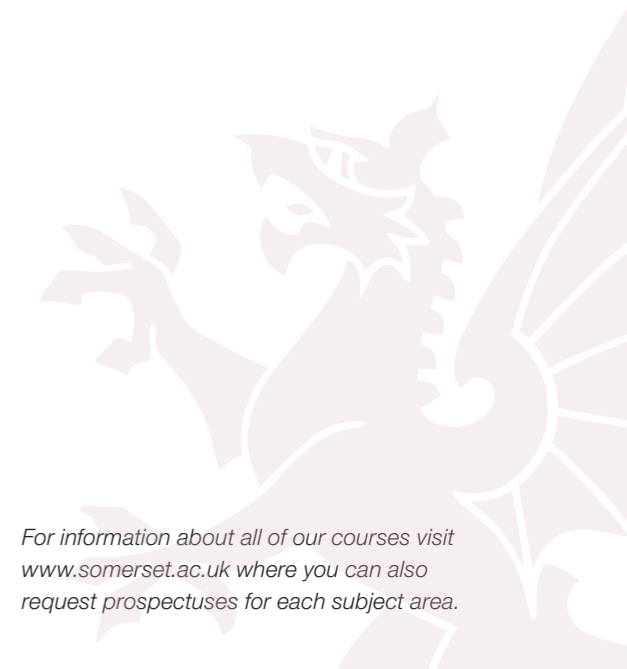 For information about all of our courses visit
www.somerset.ac.uk where you can also
request prospectuses for each subject area.